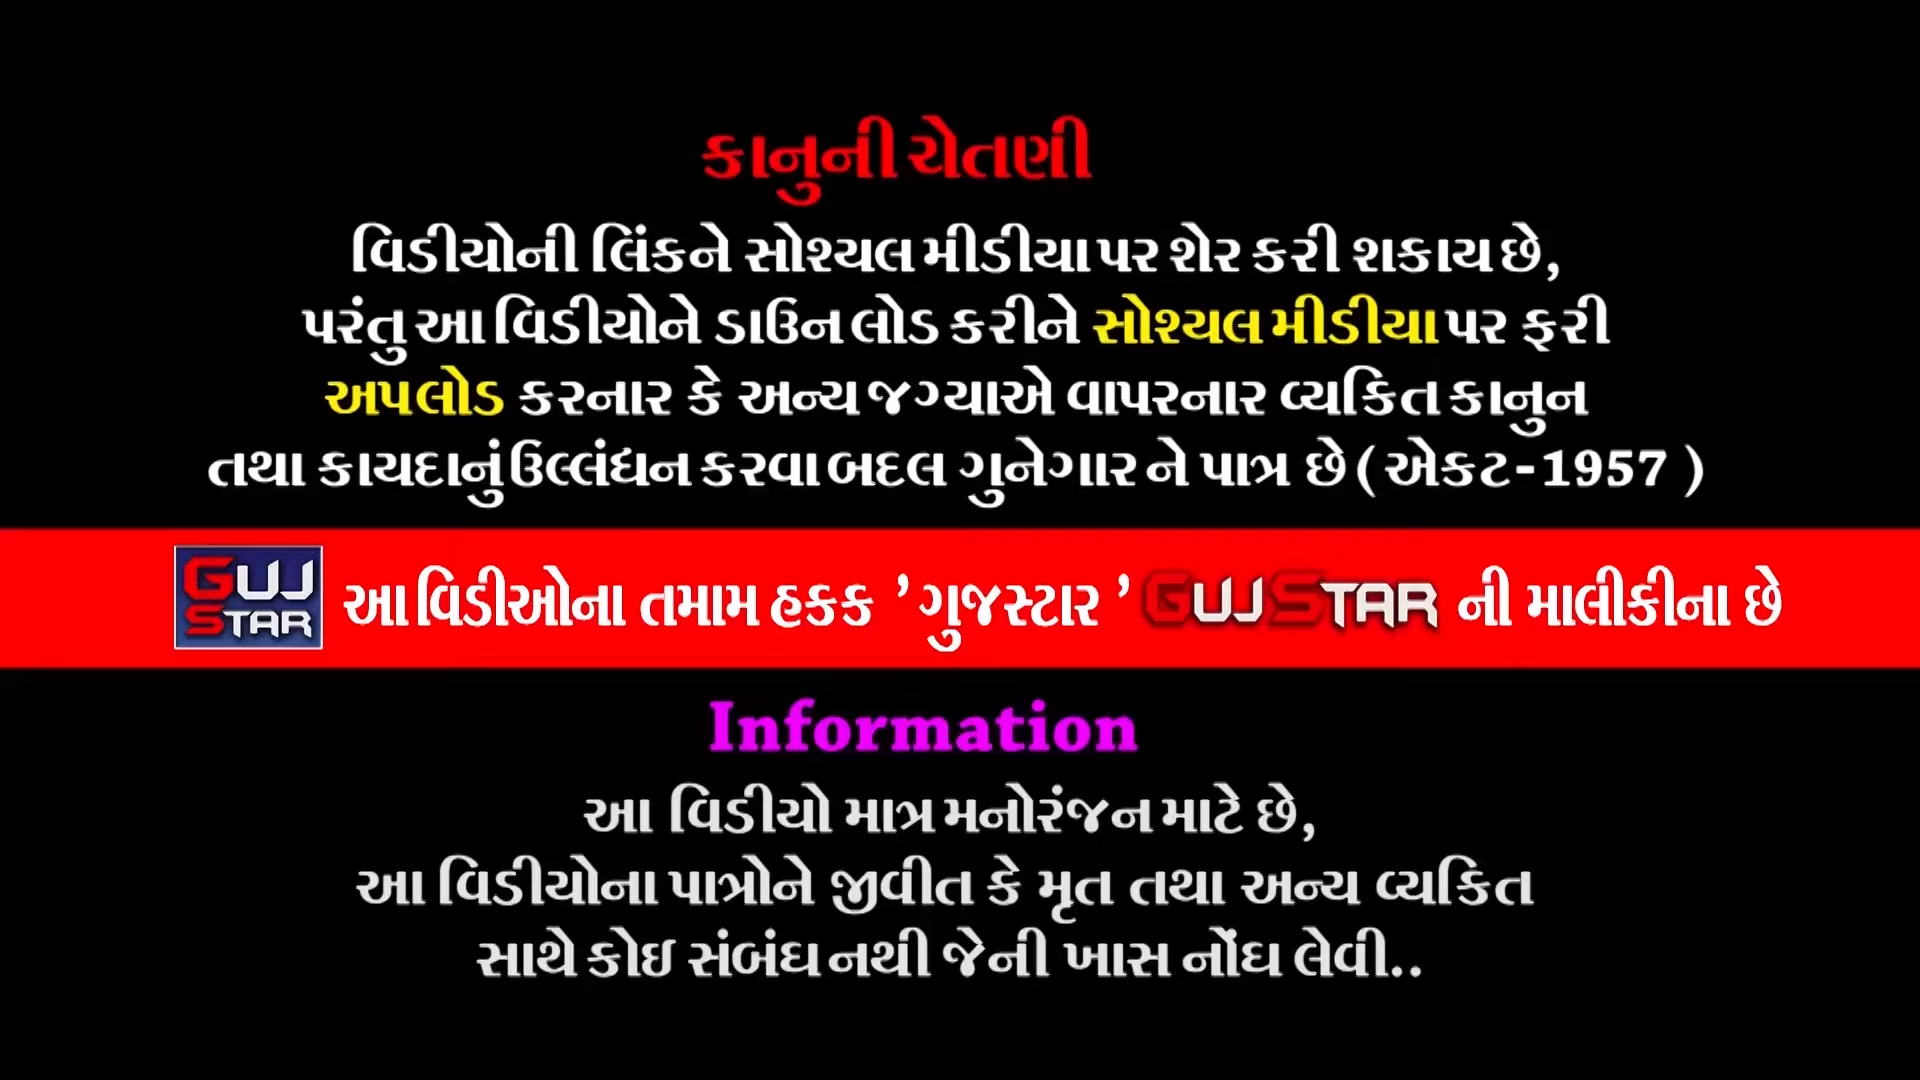 કાનુની ચેતણી
વિડીયોની લિંકને સોશ્યલ મીડીયા પર શેર કરી શકાય છે,
પરંતુ આ વિડીયોને ડાઉનલોડ કરીને સોશ્યલ મીડીયા પર ફરી
અપલોડ કરનાર કે અન્ય જગ્યાએ વાપરનાર વ્યકિત કાનુન
તથા કાયદાનું ઉલ્લંઘન કરવા બદલ ગુનેગાર ને પાત્ર છે ( એકટ-1957 )
GUJ STAR આ વિડીઓના તમામ હકક ’ ગુજસ્ટાર ’ GUJSTAR ની માલીકીના છે
Information
આ વિડીયો માત્ર મનોરંજન માટે છે,
આ વિડીયોના પાત્રોને જીવીત કે મૃત તથા અન્ય વ્યકિત
સાથે કોઇ સંબંઘ નથી જેની ખાસ નોંઘ લેવી..